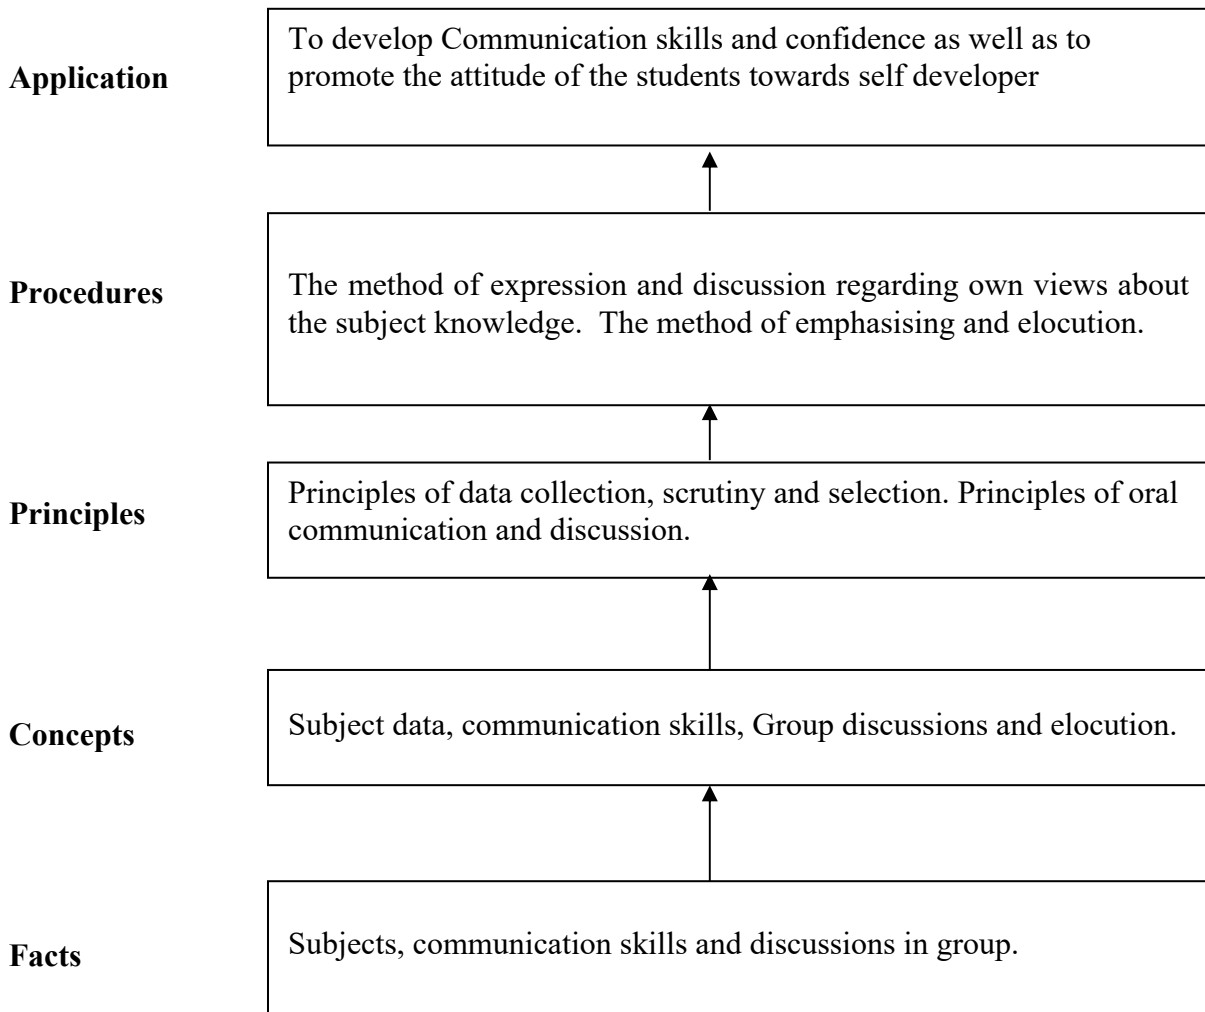 Application
To develop Communication skills and confidence as well as to
promote the attitude of the students towards self developer
Procedures
The method of expression and discussion regarding own views about
the subject knowledge.  The method of emphasising and elocution.
Principles
Principles of data collection, scrutiny and selection. Principles of oral
communication and discussion.
Concepts
Subject data, communication skills, Group discussions and elocution.
Facts
Subjects, communication skills and discussions in group.